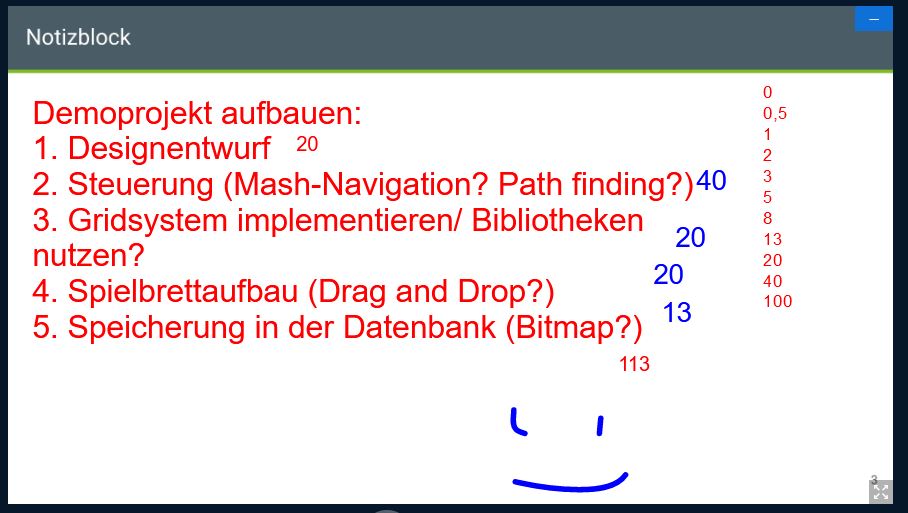 Notizblock
Demoprojekt aufbauen:
1. Designentwurf 20
2. Steuerung (Mash-Navigation? Path finding?) 40
3. Gridsystem implementieren/ Bibliotheken
nutzen? 20
4. Spielbrettaufbau (Drag and Drop?) 20
5. Speicherung in der Datenbank (Bitmap?) 13
113
0
0,5
1
2
3
5
8
13
20
40
100
3